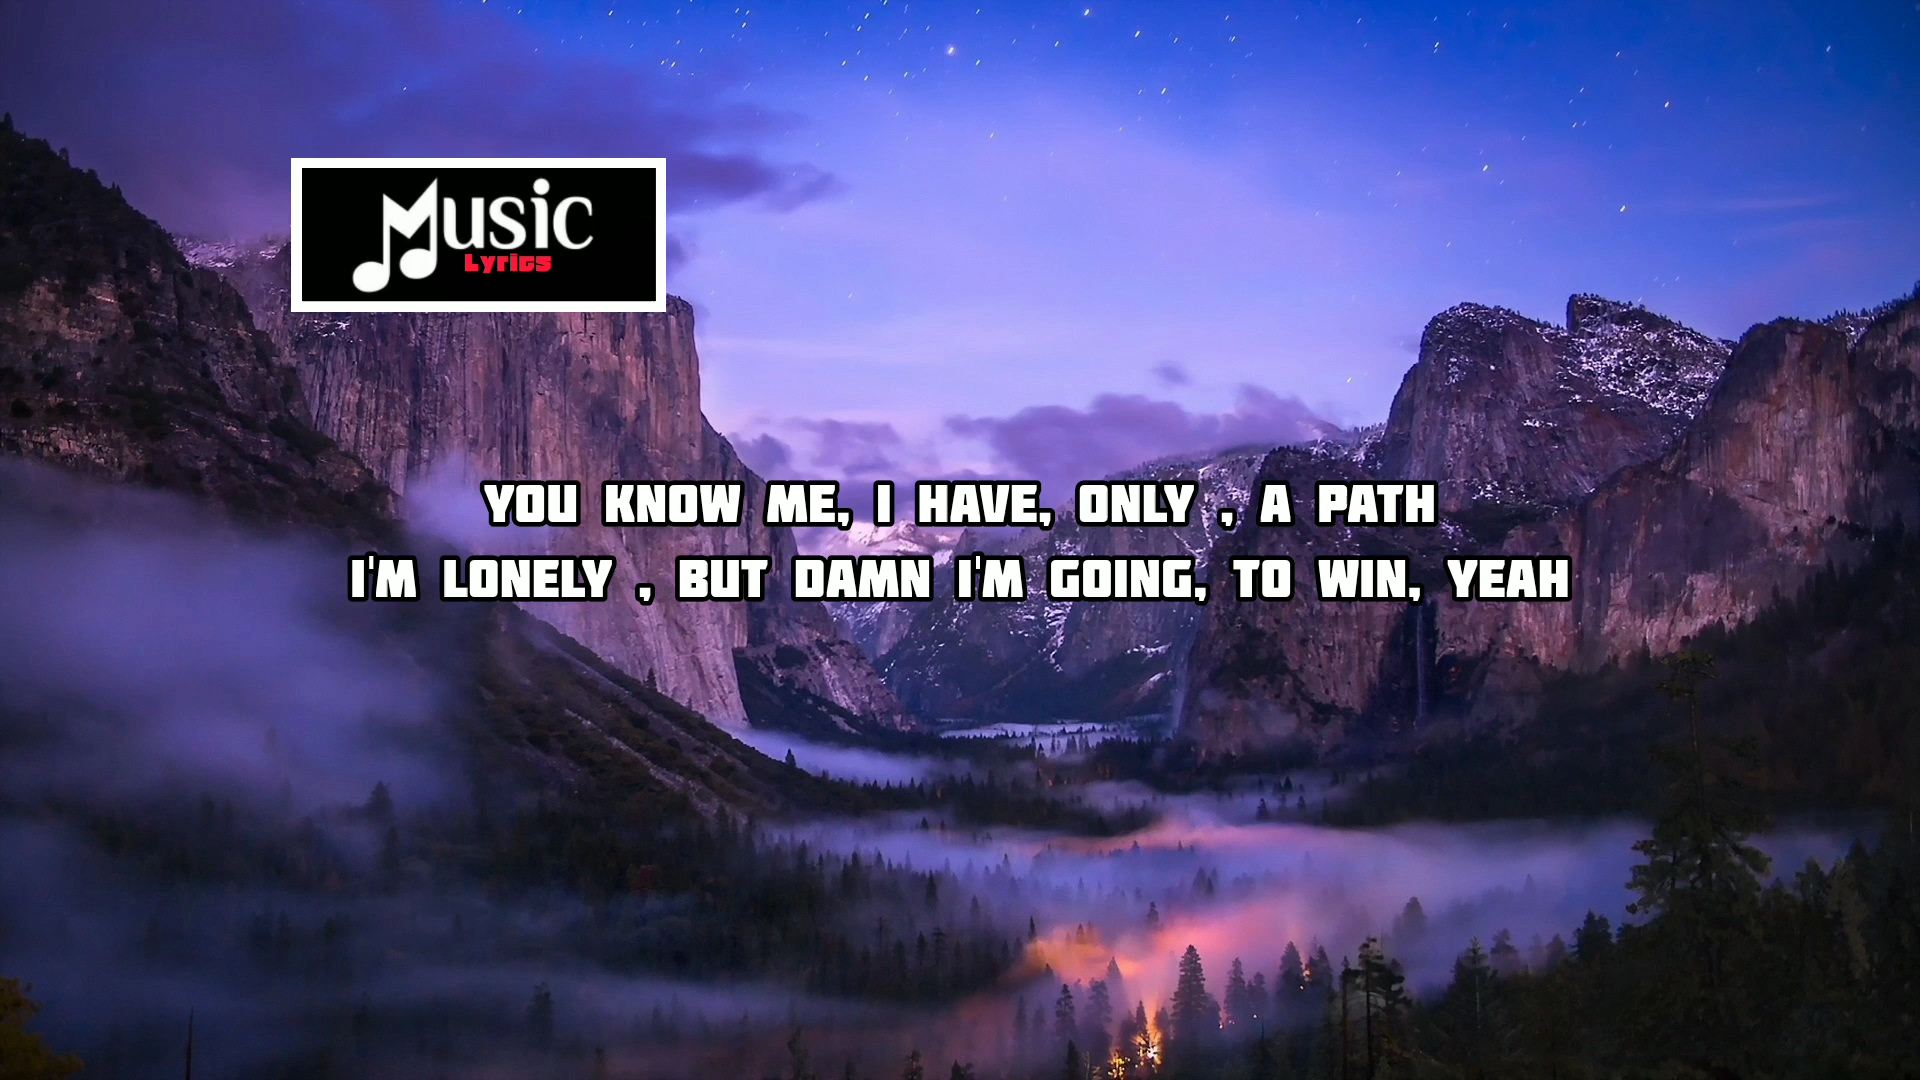 Music
Lyrics
YOU KNOW ME, I HAVE, ONLY , A PATH
I'M LONELY , BUT DAMN I'M GOING, TO WIN, YEAH